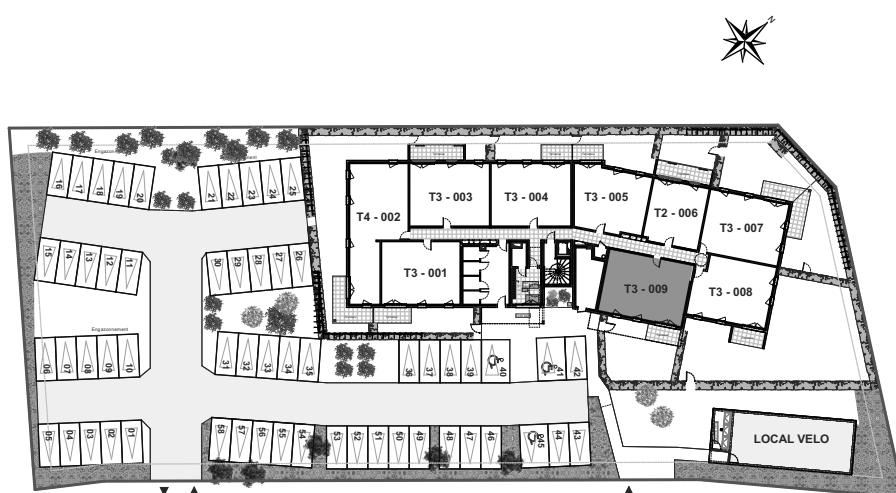 N
Engazonnement
16 17 18 19 20
21 22 23 24 25
T4 - 002
T3 - 003
T3 - 004
T3 - 005
T2 - 006
T3 - 007
15 14 13 12 11
30 29 28 27 26
T3 - 001
T3 - 009
T3 - 008
Engazonnement
06 07 08 09 10
31 32 33 34 35
36 37 38 39 40
41 42
05 04 03 02 01
58 57 56 55 54
53 52 51 50 49
48 47 46
45 44 43
LOCAL VELO